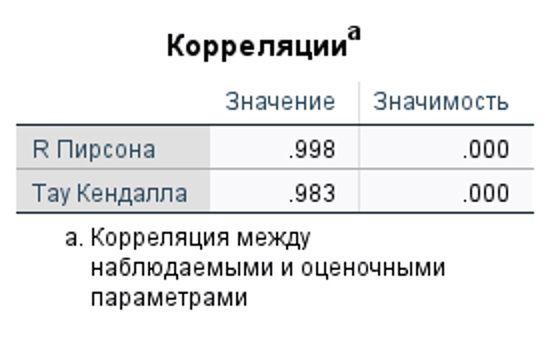 Корреляцииa
Значение Значимость
R Пирсона .998 .000
Тау Кендалла .983 .000
a. Корреляция между
наблюдаемыми и оценочными
параметрами